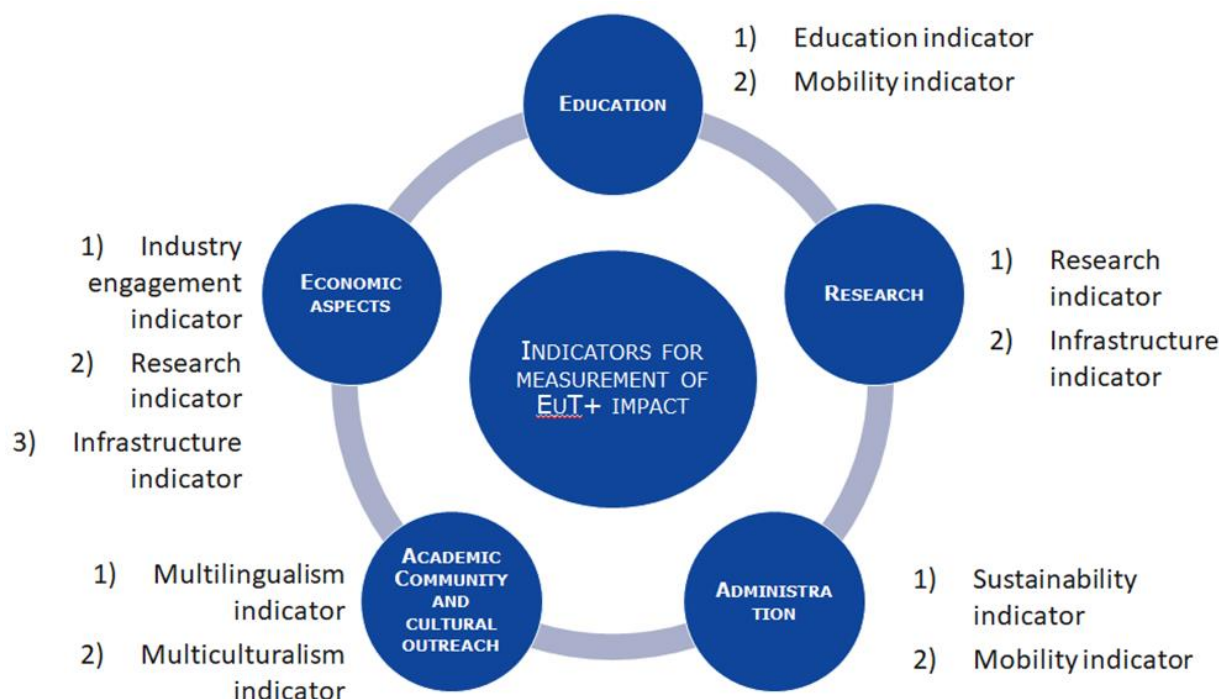 1) Education indicator
2) Mobility indicator
EDUCATION
1) Industry
engagement
indicator
2) Research
indicator
3) Infrastructure
indicator
ECONOMIC
ASPECTS
INDICATORS FOR
MEASUREMENT OF
EUT+ IMPACT
RESEARCH
1) Research
indicator
2) Infrastructure
indicator
1) Multilingualism
indicator
2) Multiculturalism
indicator
ACADEMIC
COMMUNITY
AND
CULTURAL
OUTREACH
ADMINISTRA
TION
1) Sustainability
indicator
2) Mobility indicator